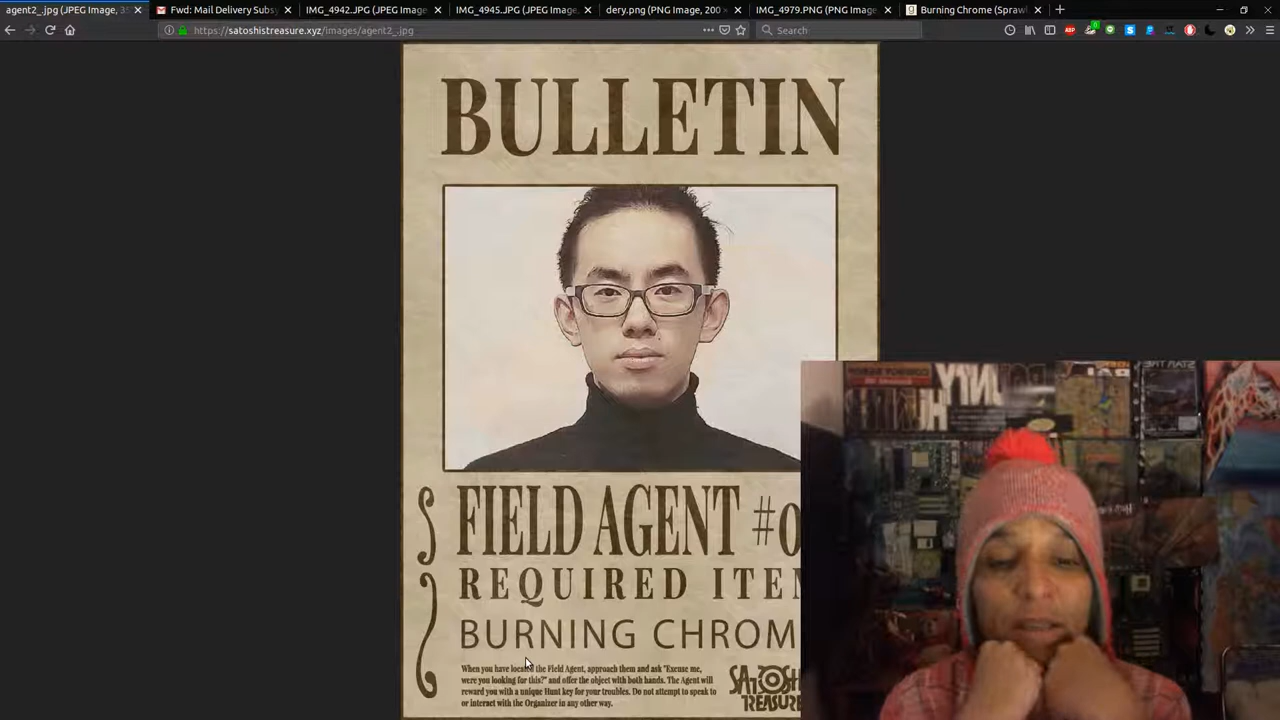 agent2_.jpg (JPEG Image, 35
Fwd: Mail Delivery Subsy
IMG_4942.JPG (JPEG Image,
IMG_4945.JPG (JPEG Image,
dery.png (PNG Image, 200 ×
IMG_4979.PNG (PNG Image,
Burning Chrome (Sprawl
https://satoshistreasure.xyz/images/agent2_.jpg
Search
BULLETIN
FIELD AGENT #0
REQUIRED ITEM
BURNING CHROM
When you have located the Field Agent, approach them and ask "Excuse me,
were you looking for this?" and offer the object with both hands. The Agent will
reward you with a unique Hunt key for your troubles. Do not attempt to speak to
or interact with the Organizer in any other way.
SATOSHI
TREASURE